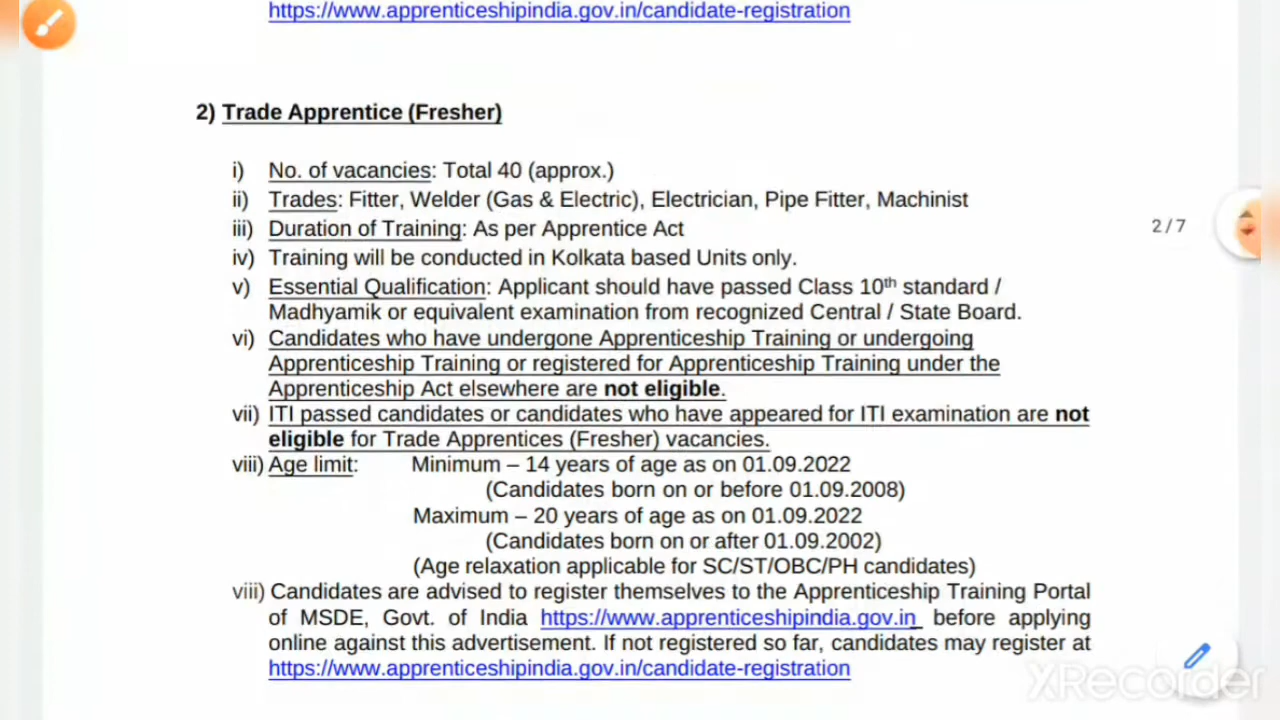 https://www.apprenticeshipindia.gov.in/candidate-registration
2) Trade Apprentice (Fresher)
i) No. of vacancies: Total 40 (approx.)
ii) Trades: Fitter, Welder (Gas & Electric), Electrician, Pipe Fitter, Machinist
2/7
iii) Duration of Training: As per Apprentice Act
iv) Training will be conducted in Kolkata based Units only.
v) Essential Qualification: Applicant should have passed Class 10th standard /
Madhyamik or equivalent examination from recognized Central / State Board.
vi) Candidates who have undergone Apprenticeship Training or undergoing
Apprenticeship Training or registered for Apprenticeship Training under the
Apprenticeship Act elsewhere are not eligible.
vii) ITI passed candidates or candidates who have appeared for ITI examination are not
eligible for Trade Apprentices (Fresher) vacancies.
viii) Age limit: Minimum – 14 years of age as on 01.09.2022
(Candidates born on or before 01.09.2008)
Maximum – 20 years of age as on 01.09.2022
(Candidates born on or after 01.09.2002)
(Age relaxation applicable for SC/ST/OBC/PH candidates)
viii) Candidates are advised to register themselves to the Apprenticeship Training Portal
of MSDE, Govt. of India https://www.apprenticeshipindia.gov.in before applying
online against this advertisement. If not registered so far, candidates may register at
https://www.apprenticeshipindia.gov.in/candidate-registration
XRecorder